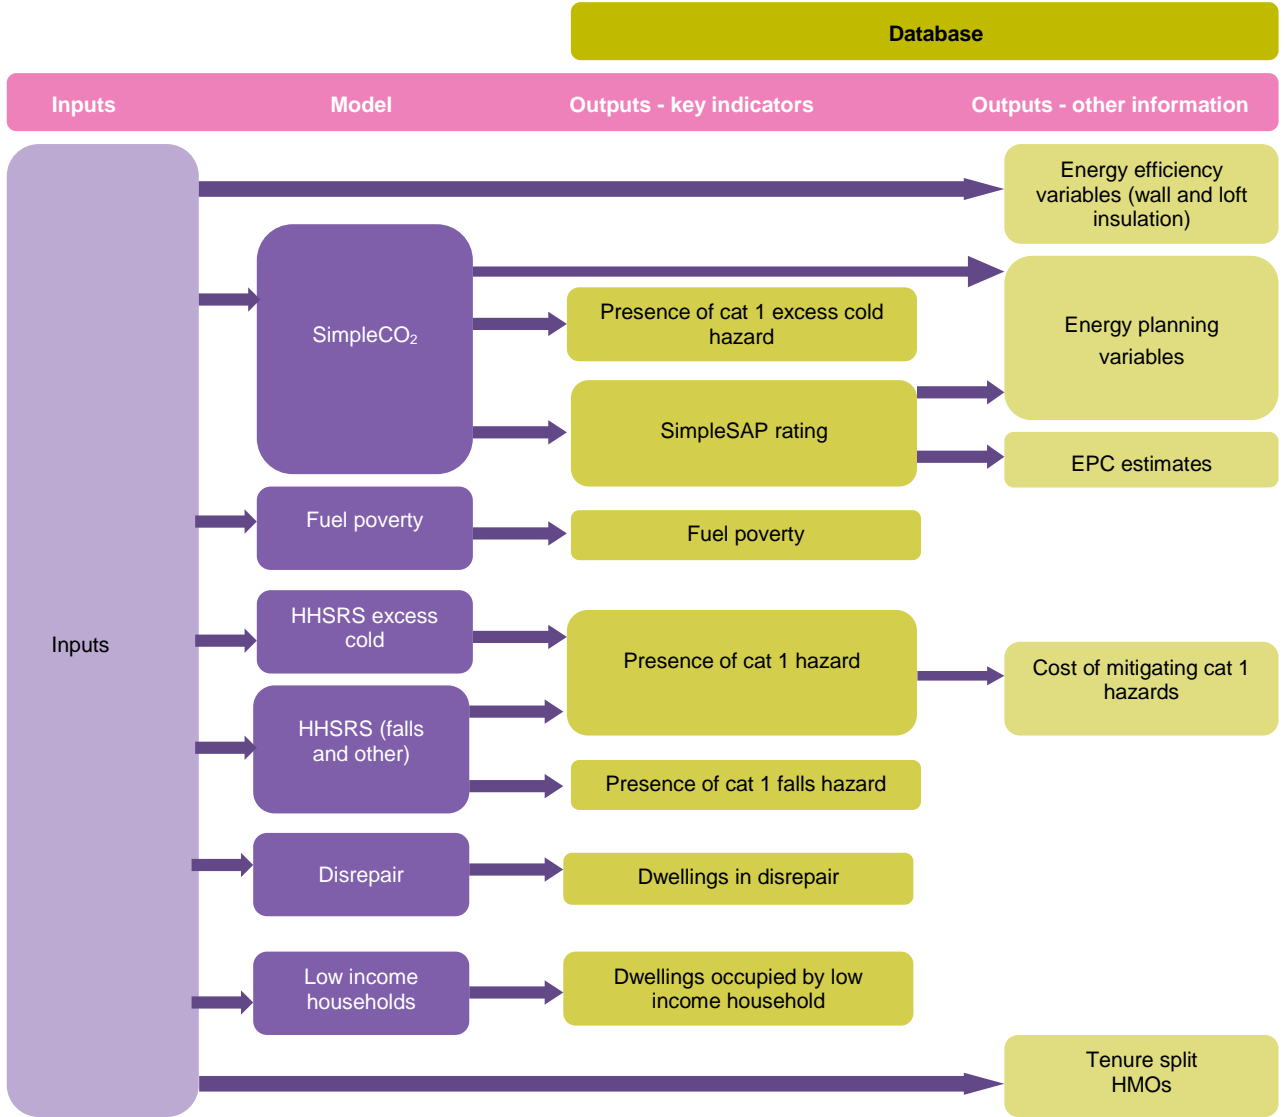 Database
Inputs
Model
Outputs - key indicators
Outputs - other information
Energy efficiency
variables (wall and loft
insulation)
SimpleCO₂
Presence of cat 1 excess cold
hazard
Energy planning
variables
SimpleSAP rating
EPC estimates
Fuel poverty
Fuel poverty
Inputs
HHSRS excess
cold
Presence of cat 1 hazard
Cost of mitigating cat 1
hazards
HHSRS (falls
and other)
Presence of cat 1 falls hazard
Disrepair
Dwellings in disrepair
Low income
households
Dwellings occupied by low
income household
Tenure split
HMOs